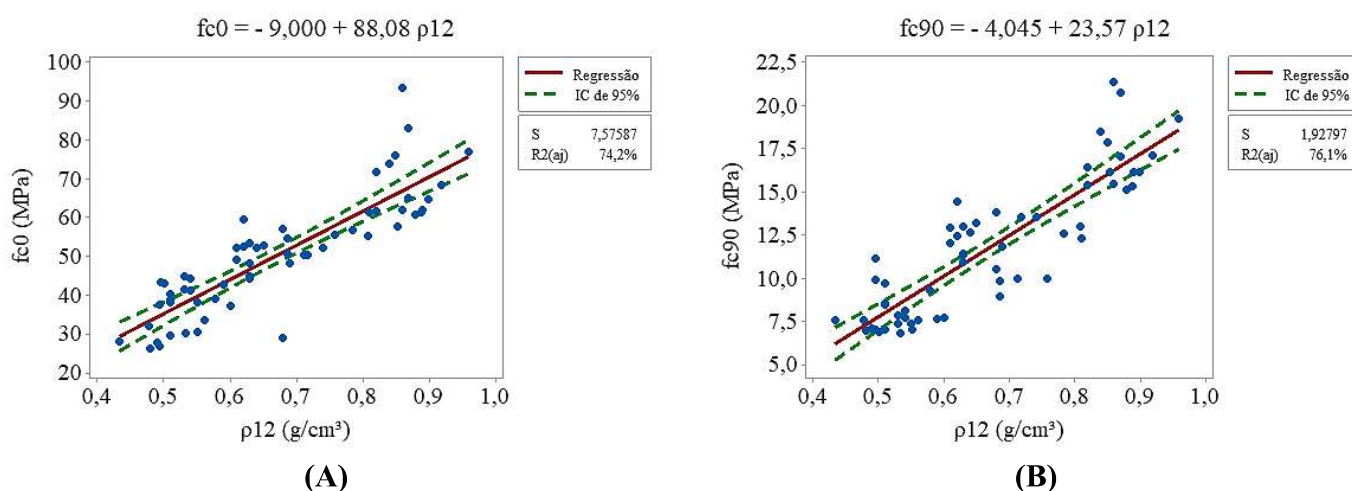 fc0 = - 9,000 + 88,08 ρ12
100
90
80
70
60
50
40
30
20
fc0 (MPa)
0,4 0,5 0,6 0,7 0,8 0,9 1,0
ρ12 (g/cm³)
Regressão
IC de 95%
S 7,57587
R2(aj) 74,2%
(A)
fc90 = - 4,045 + 23,57 ρ12
22,5
20,0
17,5
15,0
12,5
10,0
7,5
5,0
fc90 (MPa)
0,4 0,5 0,6 0,7 0,8 0,9 1,0
ρ12 (g/cm³)
Regressão
IC de 95%
S 1,92797
R2(aj) 76,1%
(B)